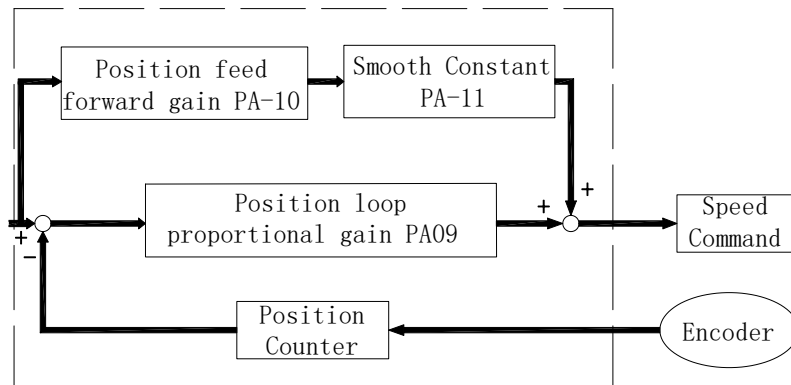 Position feed
forward gain PA-10
Smooth Constant
PA-11
+
+
+
−
Position loop
proportional gain PA09
Speed
Command
Position
Counter
Encoder